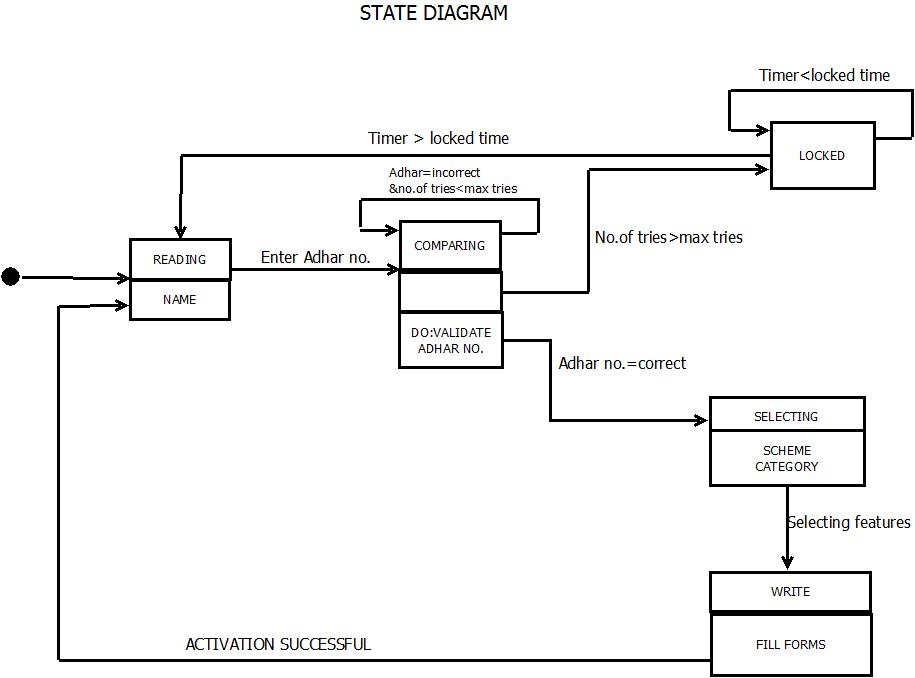 STATE DIAGRAM
Timer<locked time
LOCKED
Timer > locked time
Adhar=incorrect
&no.of tries<max tries
No.of tries>max tries
COMPARING
READING
Enter Adhar no.
NAME
DO:VALIDATE
ADHAR NO.
Adhar no.=correct
SELECTING
SCHEME
CATEGORY
Selecting features
WRITE
FILL FORMS
ACTIVATION SUCCESSFUL